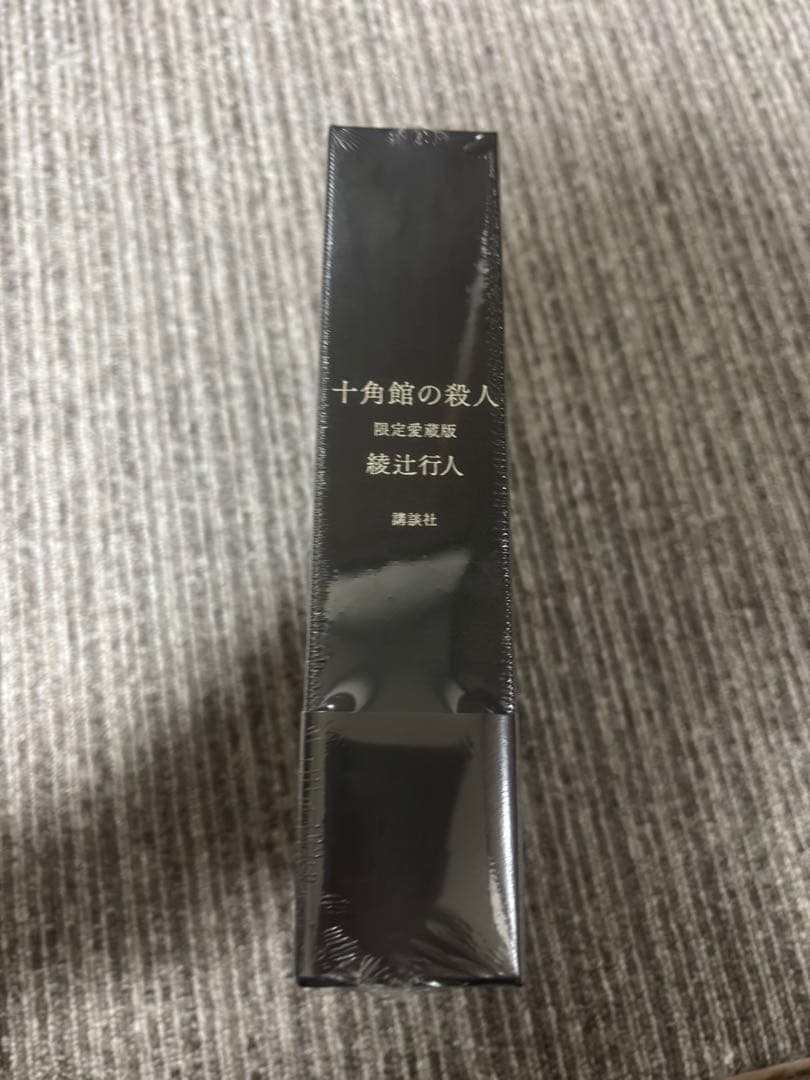 十角館の殺人
限定愛蔵版
綾辻行人
講談社